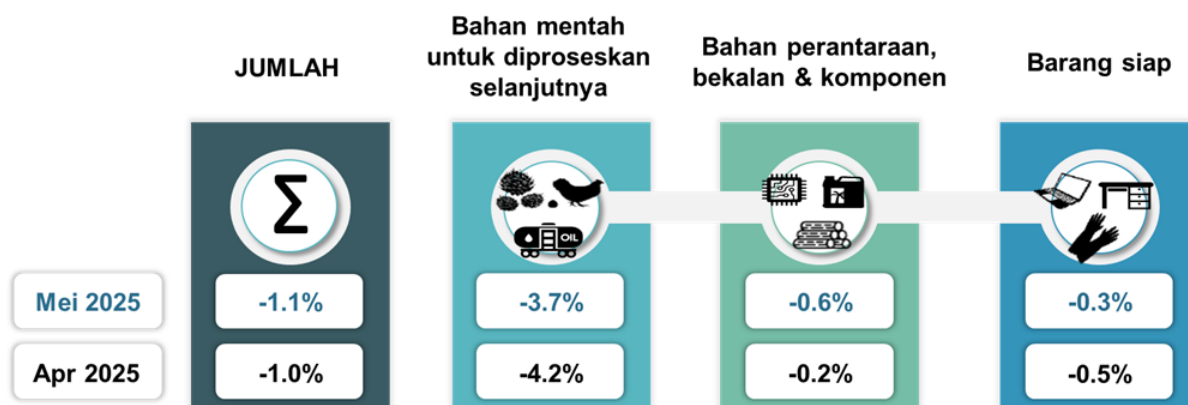 JUMLAH
Bahan mentah
untuk diproseskan
selanjutnya
Bahan perantaraan,
bekalan & komponen
Barang siap
Σ
OIL
Mei 2025
-1.1%
-3.7%
-0.6%
-0.3%
Apr 2025
-1.0%
-4.2%
-0.2%
-0.5%